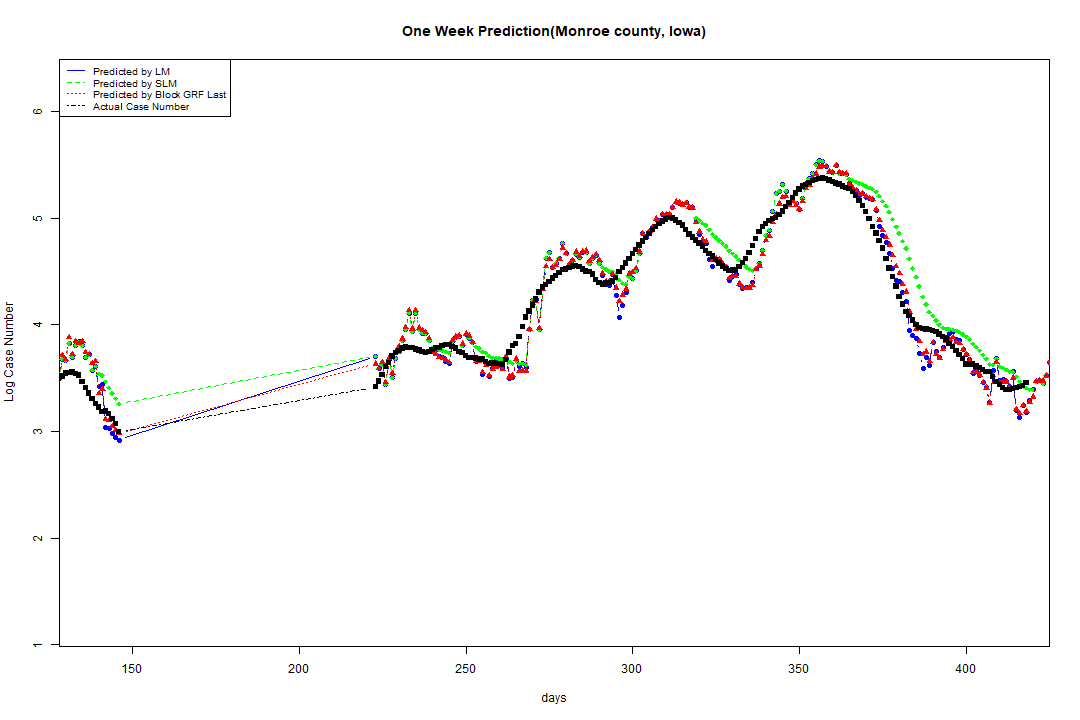 One Week Prediction(Monroe county, Iowa)
Predicted by LM
Predicted by SLM
Predicted by Block GRF Last
Actual Case Number
6
5
4
3
2
1
Log Case Number
150
200
250
300
350
400
days